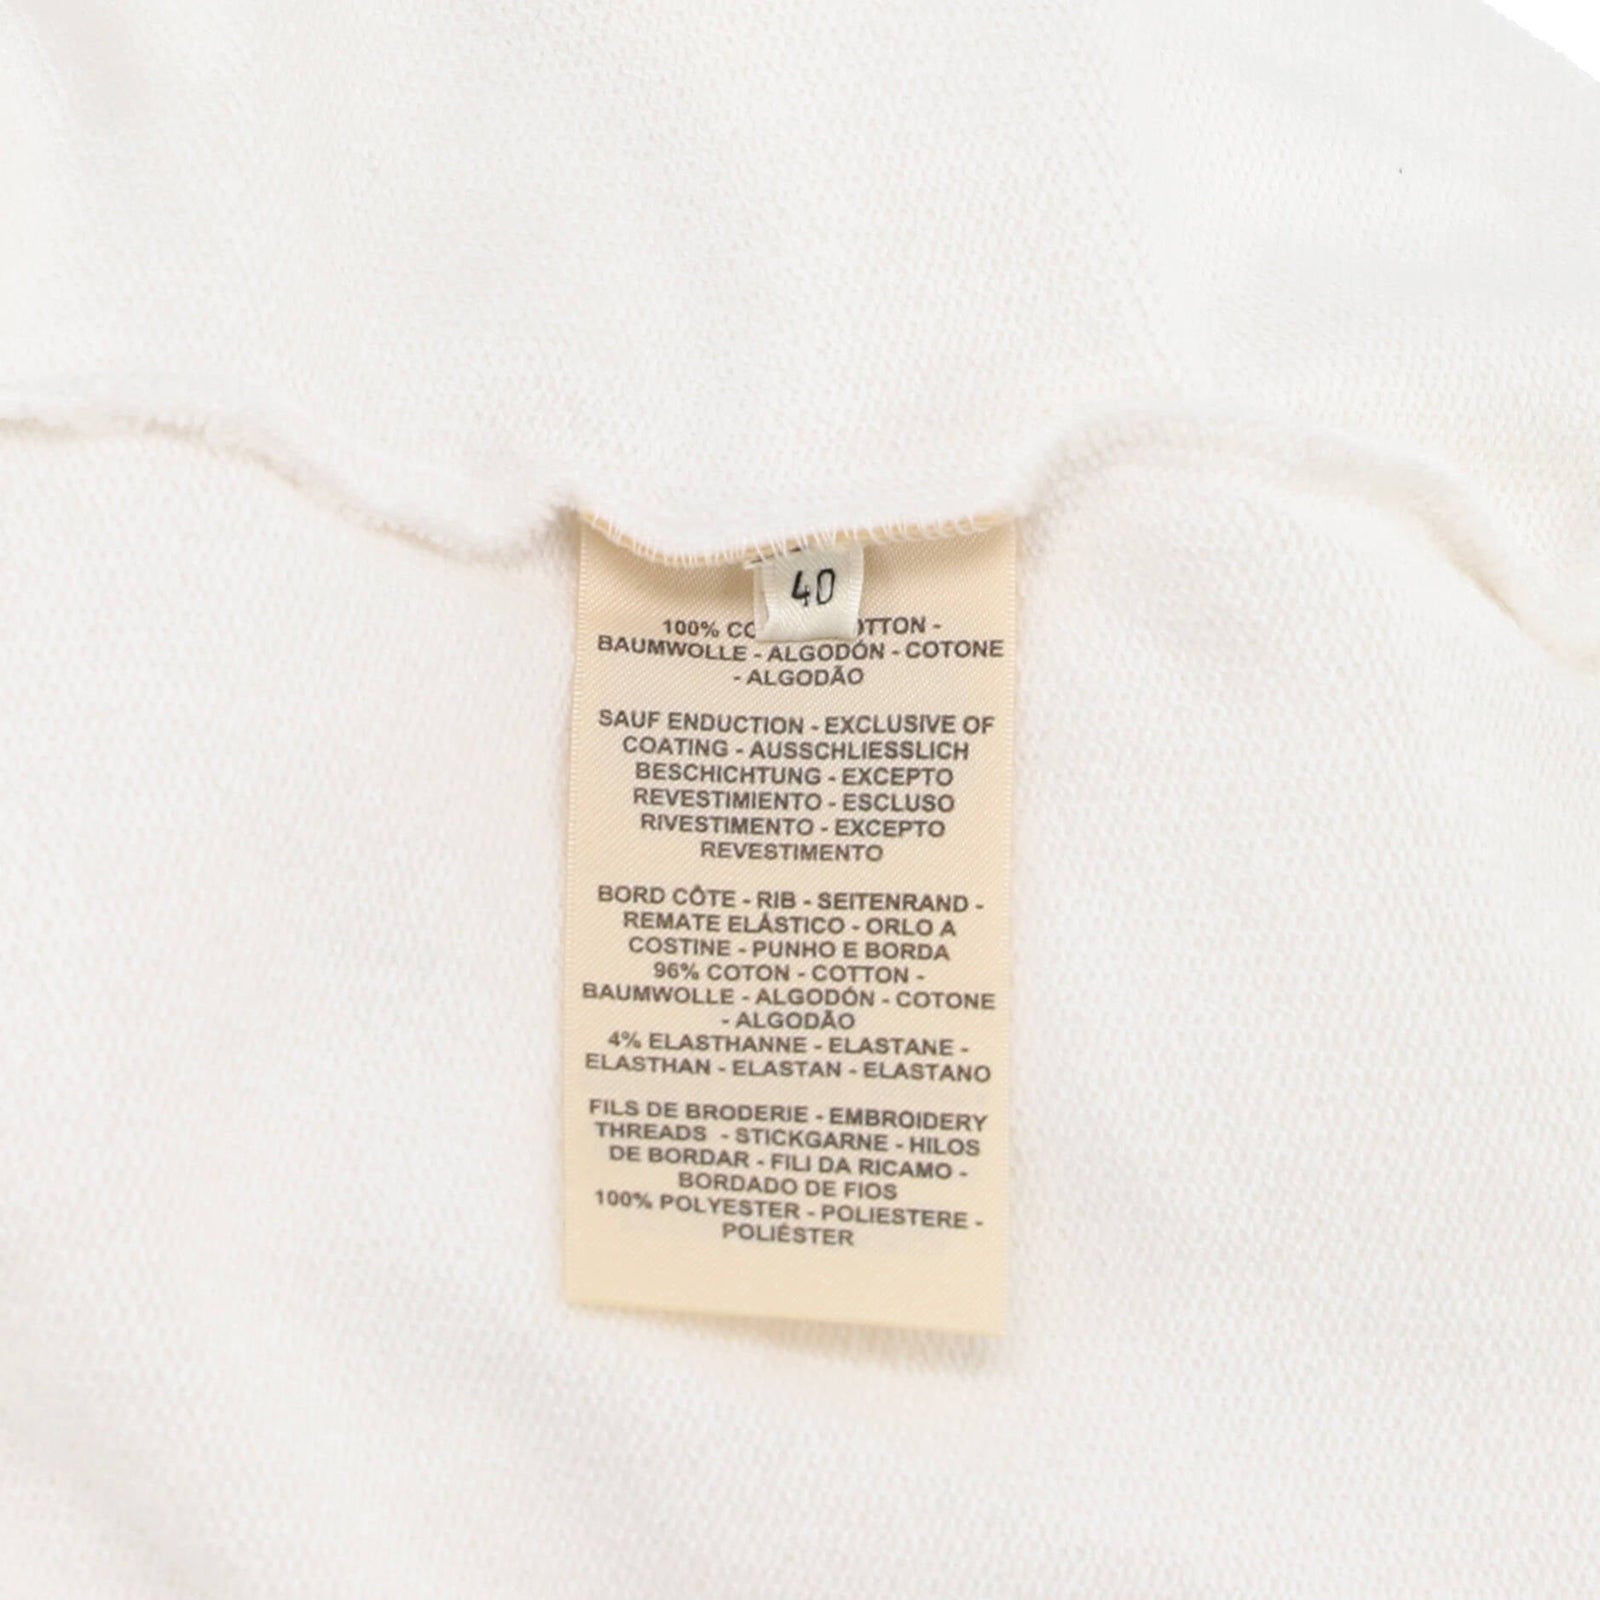 40
100% OTTON -
BAUMWOLLE - ALGODÓN - COTONE
- ALGODÃO
SAUF ENDUCTION - EXCLUSIVE OF
COATING - AUSSCHLIESSLICH
BESCHICHTUNG - EXCEPTO
REVESTIMIENTO - ESCLUSO
RIVESTIMENTO - EXCEPTO
REVESTIMENTO
BORD CÔTE - RIB - SEITENRAND -
REMATE ELÁSTICO - ORLO A
COSTINE - PUNHO E BORDA
96% COTON - COTTON -
BAUMWOLLE - ALGODÓN - COTONE
- ALGODÃO
4% ELASTHANNE - ELASTANE -
ELASTHAN - ELASTAN - ELASTANO
FILS DE BRODERIE - EMBROIDERY
THREADS - STICKGARNE - HILOS
DE BORDAR - FILI DA RICAMO -
BORDADO DE FIOS
100% POLYESTER - POLIESTERE -
POLIÉSTER